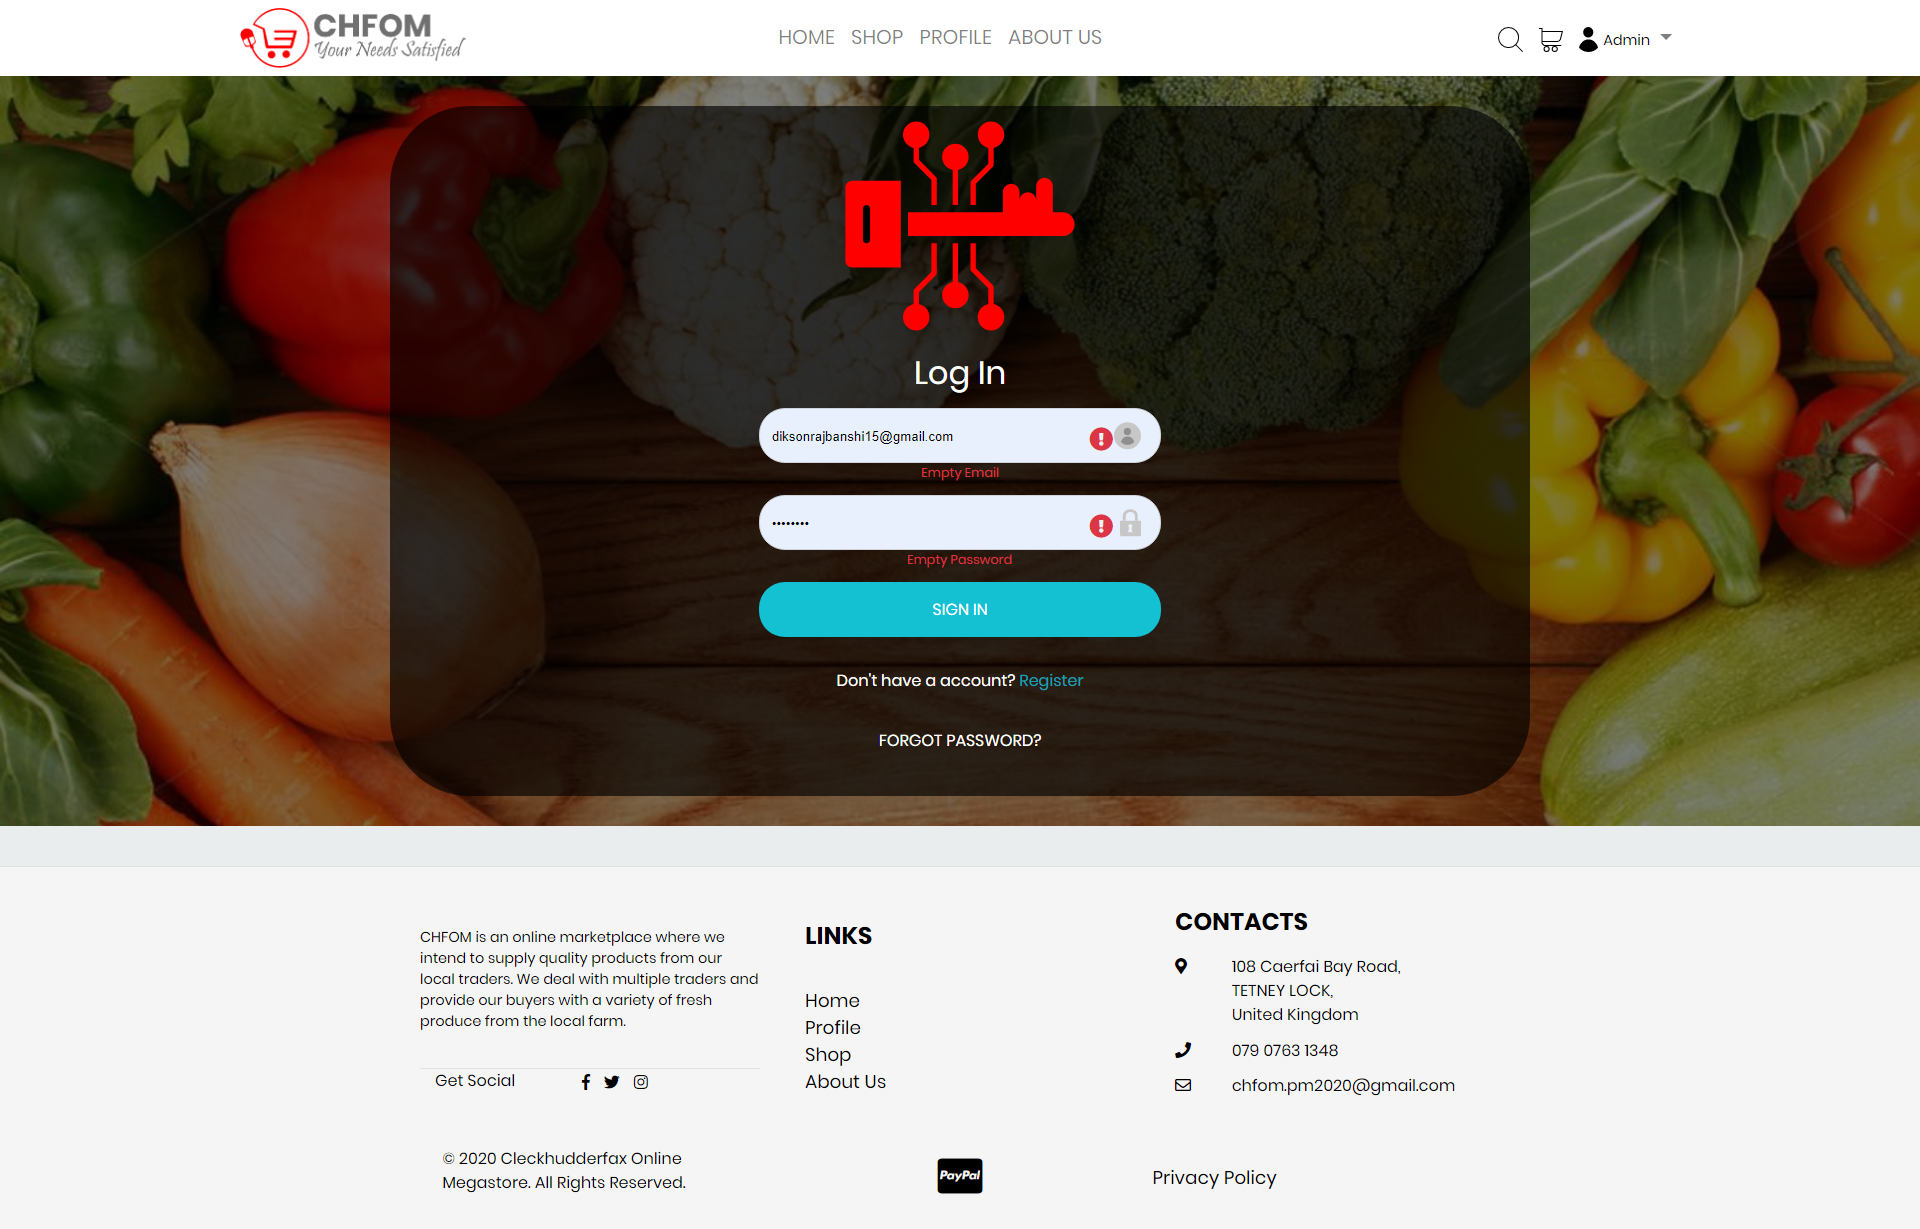 CHFOM
Your Needs Satisfied
HOME SHOP PROFILE ABOUT US
Admin
Log In
diksonrajbanshi15@gmail.com
Empty Email
••••••••
Empty Password
SIGN IN
Don't have a account? Register
FORGOT PASSWORD?
CHFOM is an online marketplace where we
intend to supply quality products from our
local traders. We deal with multiple traders and
provide our buyers with a variety of fresh
produce from the local farm.
Get Social
LINKS
Home
Profile
Shop
About Us
CONTACTS
108 Caerfai Bay Road,
TETNEY LOCK,
United Kingdom
079 0763 1348
chfom.pm2020@gmail.com
© 2020 Cleckhudderfax Online
Megastore. All Rights Reserved.
PayPal
Privacy Policy